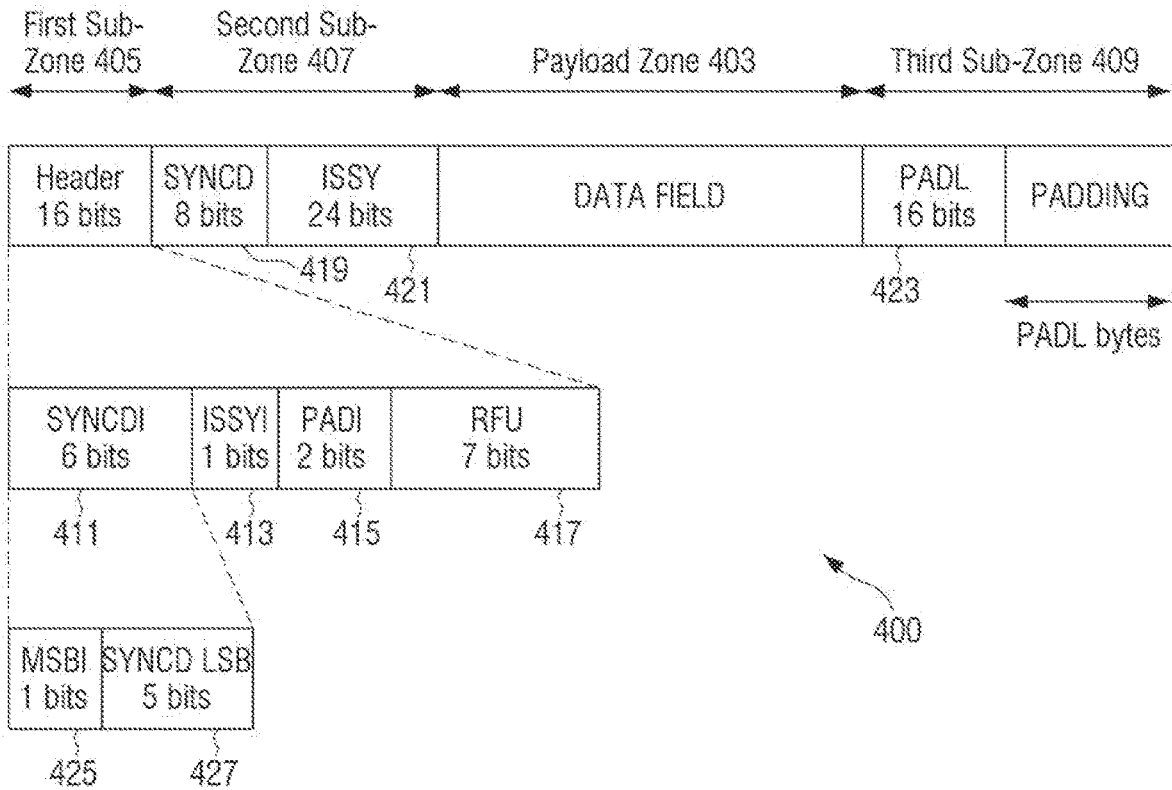 First Sub-
Zone 405
Second Sub-
Zone 407
Payload Zone 403
Third Sub-Zone 409
Header
16 bits
SYNCD
8 bits
ISSY
24 bits
DATA FIELD
PADL
16 bits
PADDING
419
421
423
PADL bytes
SYNCDI
6 bits
ISSYI
1 bits
PADI
2 bits
RFU
7 bits
411
413
415
417
400
MSBI
1 bits
SYNCD LSB
5 bits
425
427